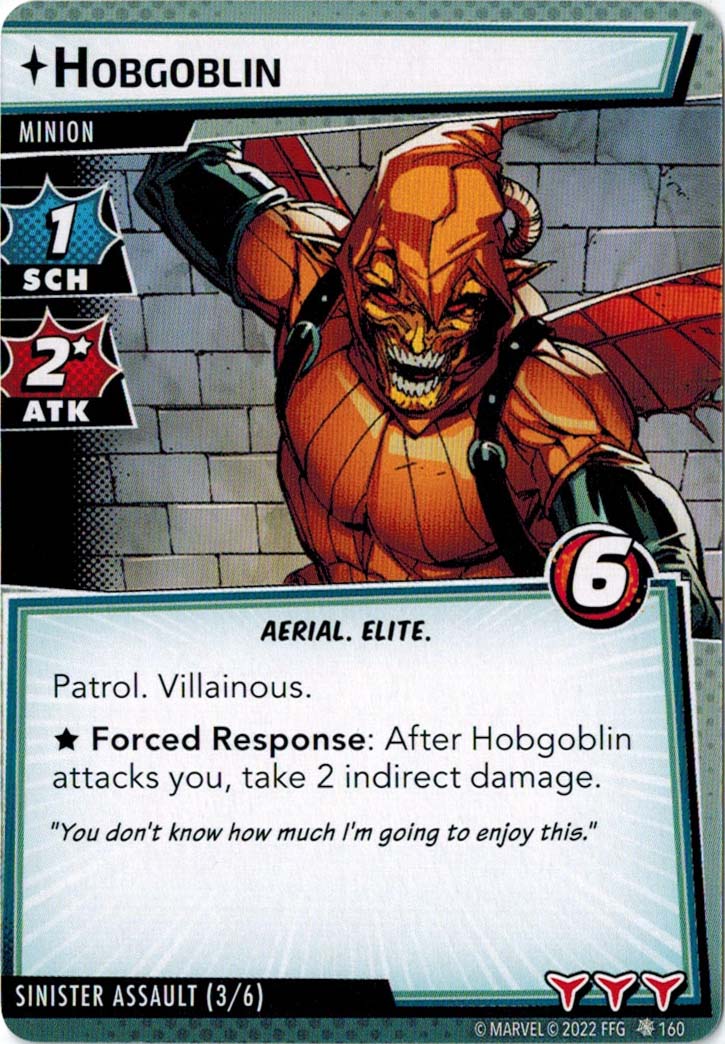 HOBGOBLIN
MINION
1
SCH
2★
ATK
6
AERIAL. ELITE.
Patrol. Villainous.
★ Forced Response: After Hobgoblin
attacks you, take 2 indirect damage.
"You don't know how much I'm going to enjoy this."
SINISTER ASSAULT (3/6)
© MARVEL © 2022 FFG 160